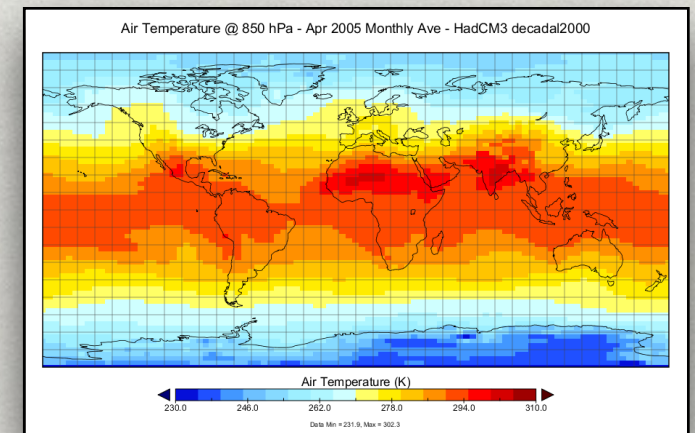 Air Temperature @ 850 hPa - Apr 2005 Monthly Ave - HadCM3 decadal2000
Air Temperature (K)
230.0 246.0 262.0 278.0 294.0 310.0
Data Min = 231.9, Max = 302.3